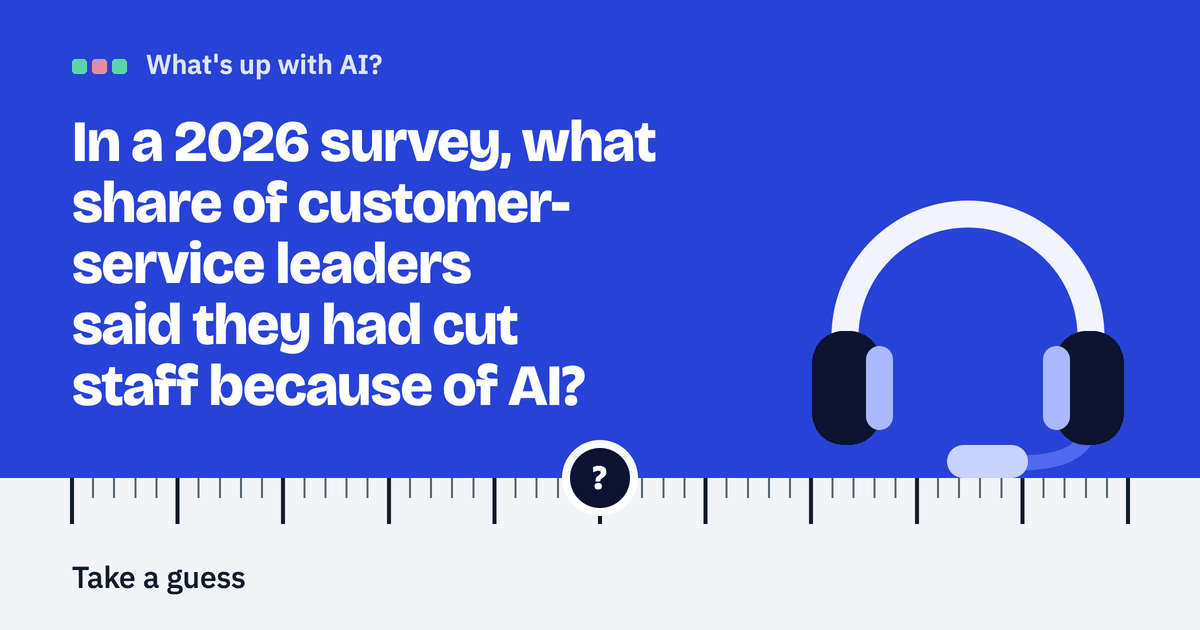 What's up with AI?
In a 2026 survey, what
share of customer-
service leaders
said they had cut
staff because of AI?
?
Take a guess